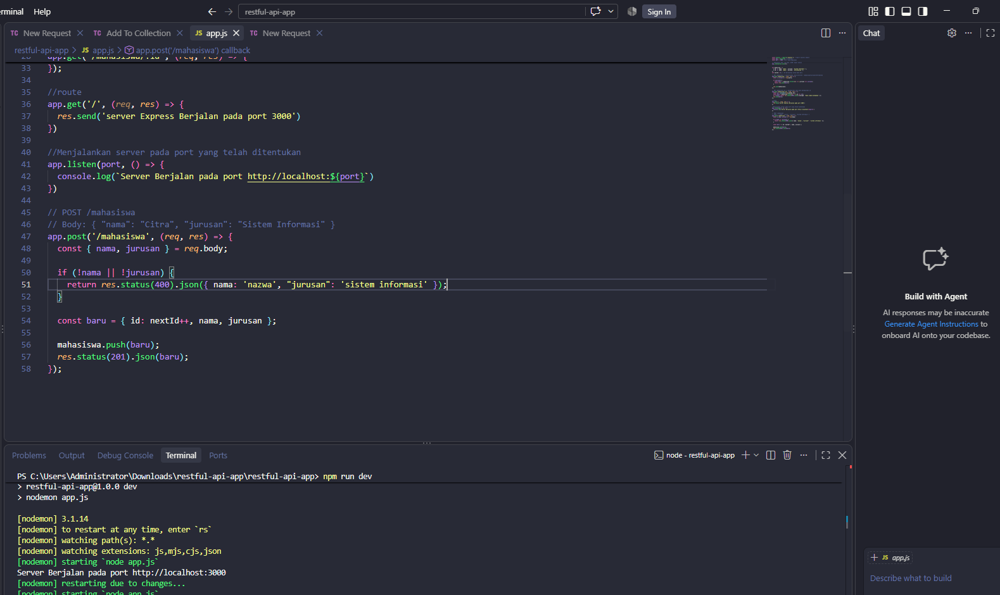 erminal Help
restful-api-app
Sign In
TC New Request
TC Add To Collection
JS app.js
TC New Request
Chat
restful-api-app > JS app.js > app.post('/mahasiswa') callback
33 });
34
35 //route
36 app.get('/', (req, res) => {
37 res.send('server Express Berjalan pada port 3000')
38 })
39
40 //Menjalankan server pada port yang telah ditentukan
41 app.listen(port, () => {
42 console.log(`Server Berjalan pada port http://localhost:${port}`)
43 })
44
45 // POST /mahasiswa
46 // Body: { "nama": "Citra", "jurusan": "Sistem Informasi" }
47 app.post('/mahasiswa', (req, res) => {
48 const { nama, jurusan } = req.body;
49
50 if (!nama || !jurusan) {
51 return res.status(400).json({ nama: 'nazwa', "jurusan": 'sistem informasi' });
52 }
53
54 const baru = { id: nextId++, nama, jurusan };
55
56 mahasiswa.push(baru);
57 res.status(201).json(baru);
58 });
Build with Agent
AI responses may be inaccurate
Generate Agent Instructions to
onboard AI onto your codebase.
Problems Output Debug Console Terminal Ports
node - restful-api-app
PS C:\Users\Administrator\Downloads\restful-api-app\restful-api-app> npm run dev
> restful-api-app@1.0.0 dev
> nodemon app.js
[nodemon] 3.1.14
[nodemon] to restart at any time, enter `rs`
[nodemon] watching path(s): *.*
[nodemon] watching extensions: js,mjs,cjs,json
[nodemon] starting `node app.js`
Server Berjalan pada port http://localhost:3000
[nodemon] restarting due to changes...
[nodemon] starting `node app.js`
JS app.js
Describe what to build